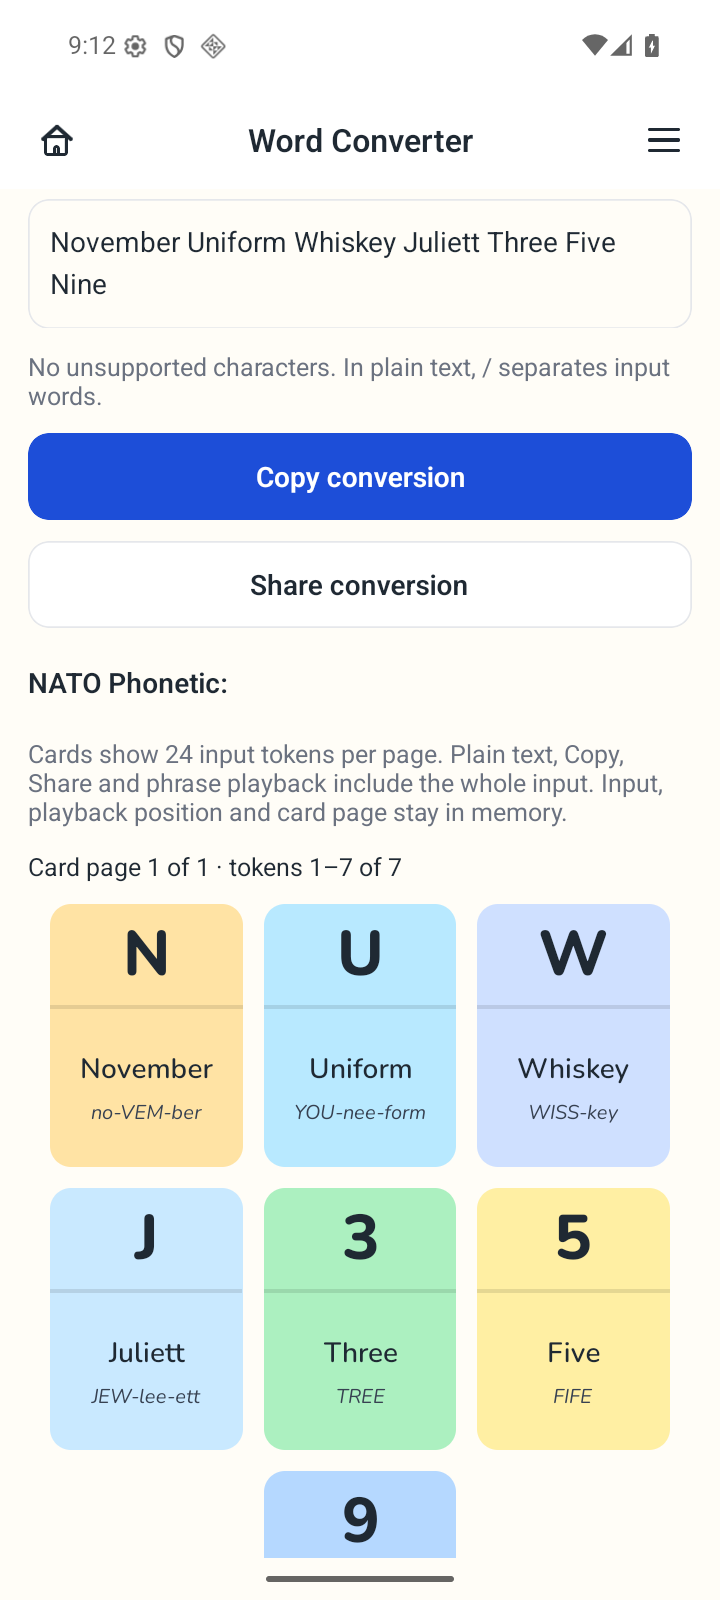 9:12
Word Converter
November Uniform Whiskey Juliett Three Five
Nine
No unsupported characters. In plain text, / separates input
words.
Copy conversion
Share conversion
NATO Phonetic:
Cards show 24 input tokens per page. Plain text, Copy,
Share and phrase playback include the whole input. Input,
playback position and card page stay in memory.
Card page 1 of 1 · tokens 1–7 of 7
N
November
no-VEM-ber
U
Uniform
YOU-nee-form
W
Whiskey
WISS-key
J
Juliett
JEW-lee-ett
3
Three
TREE
5
Five
FIFE
9